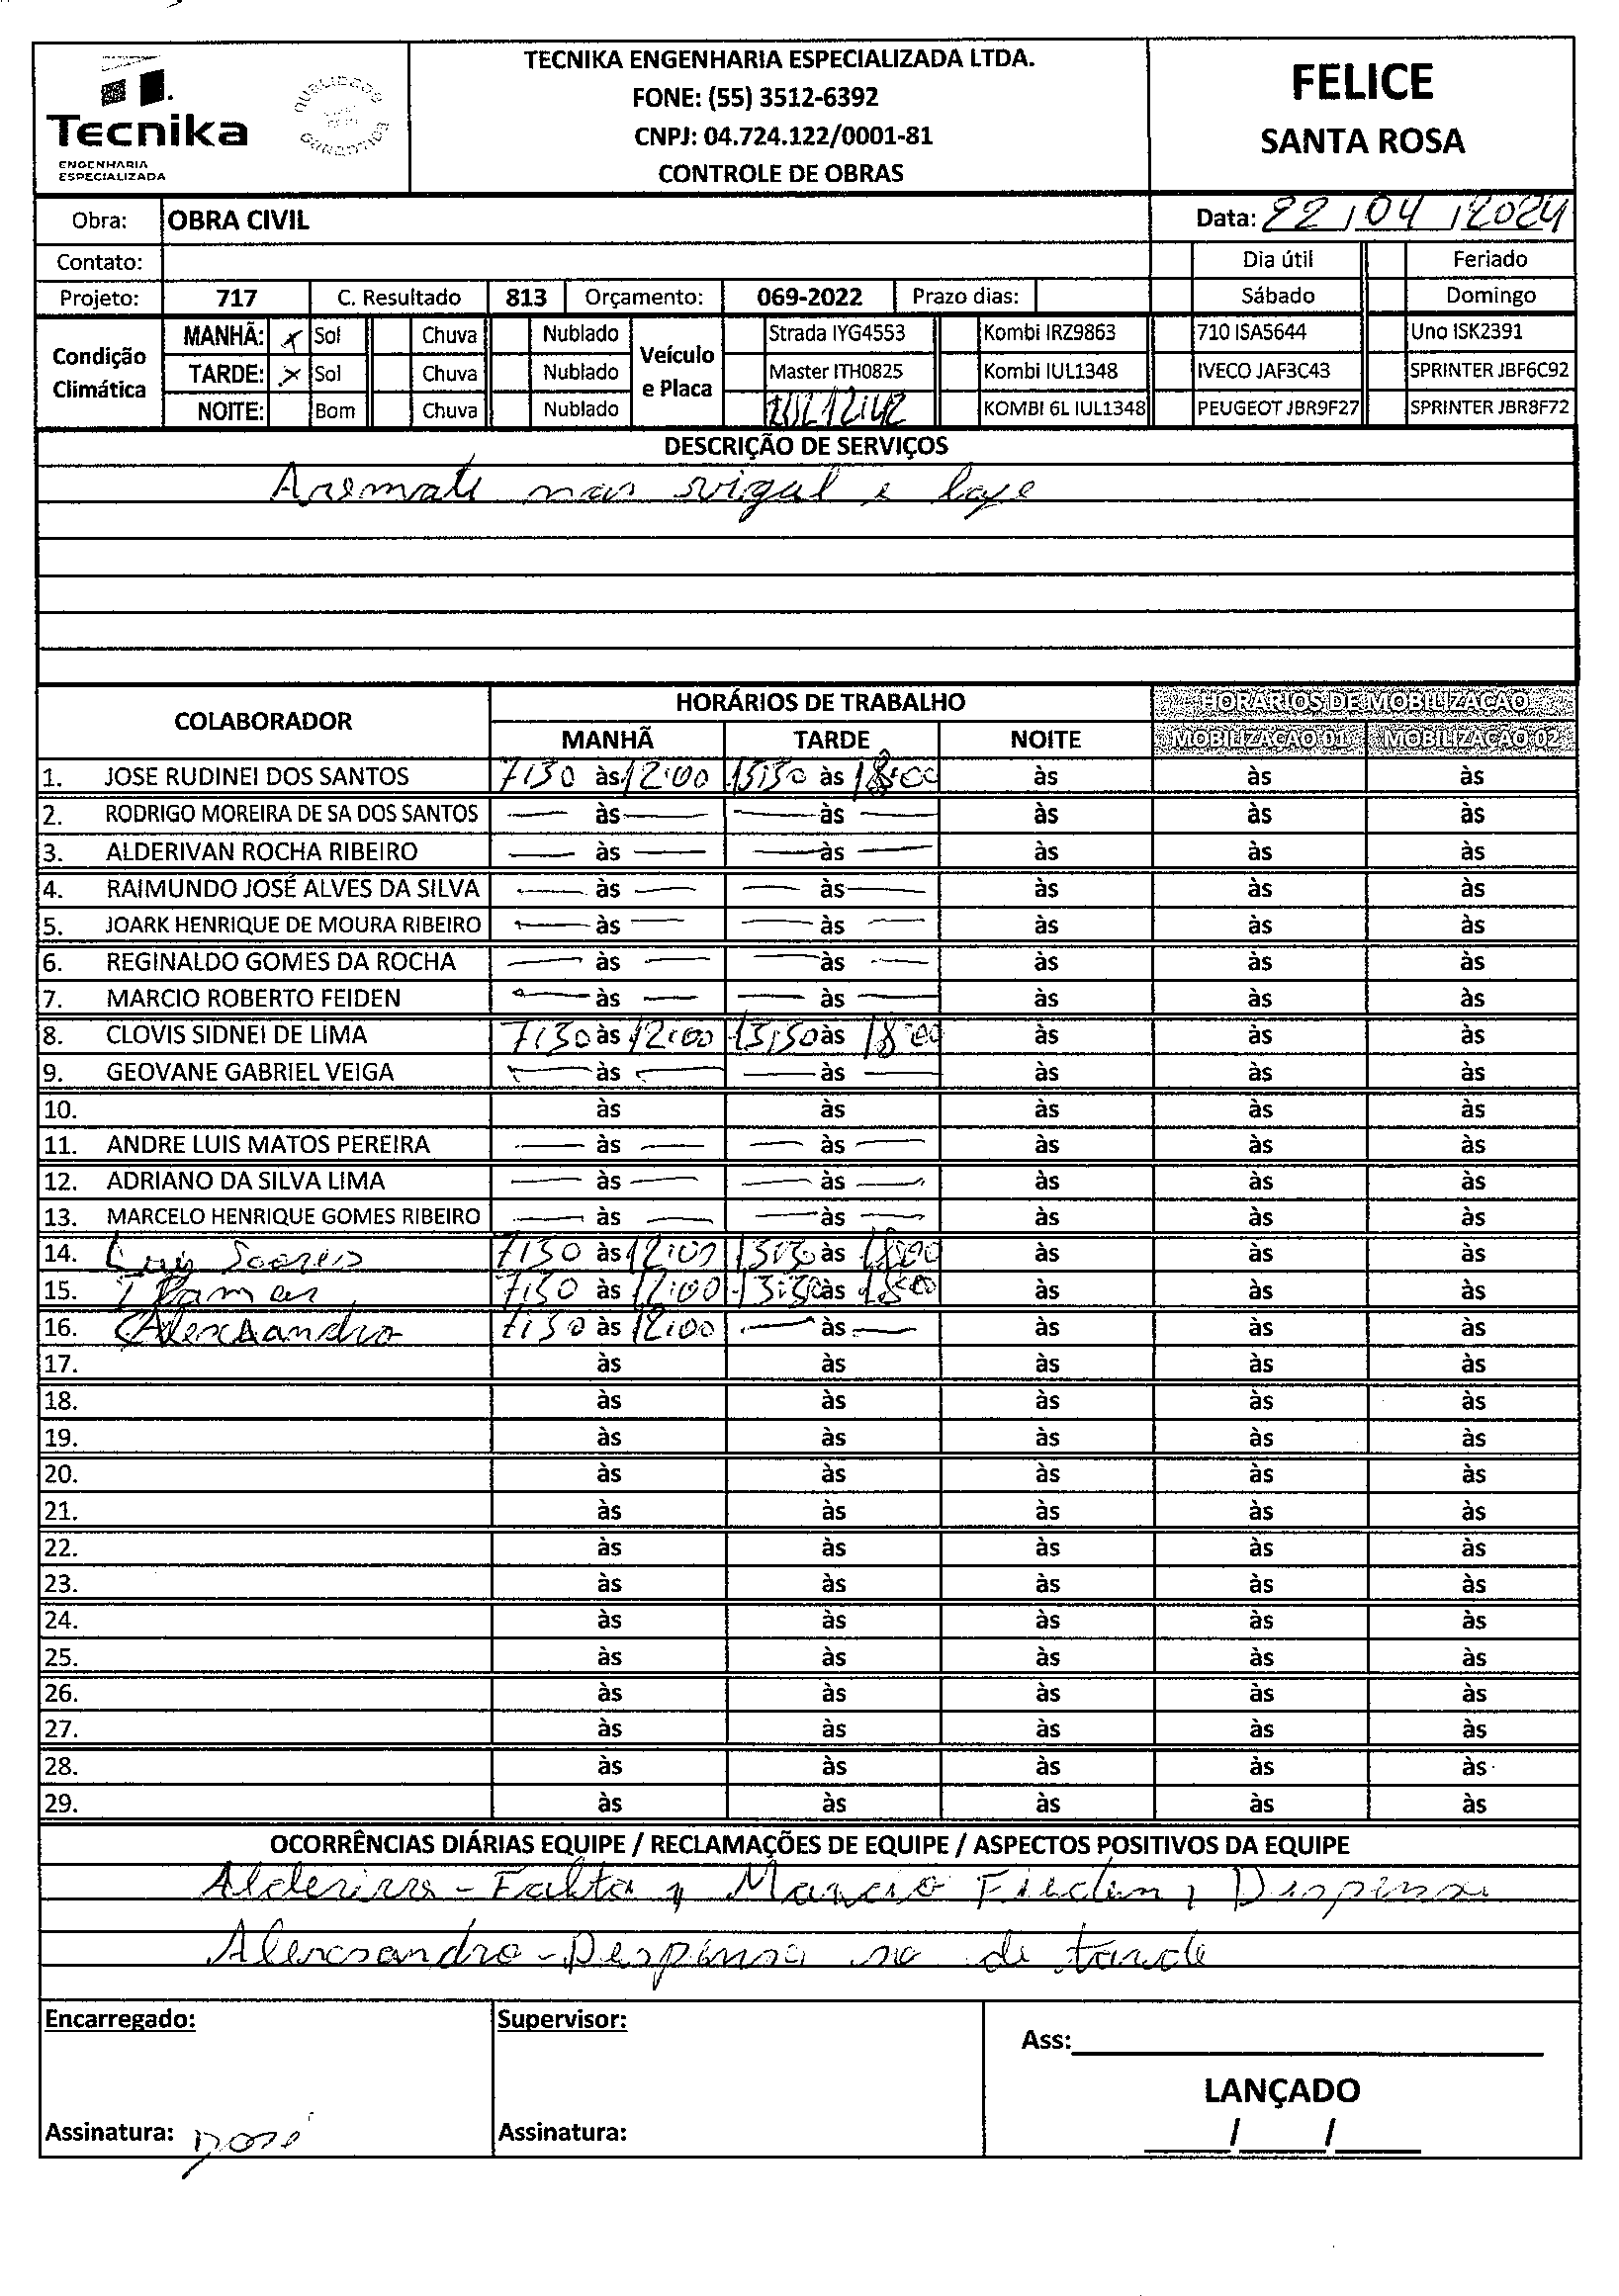 Tecnika
ENGENHARIA
ESPECIALIZADA
TECNIKA ENGENHARIA ESPECIALIZADA LTDA.
FONE: (55) 3512-6392
CNPJ: 04.724.122/0001-81
CONTROLE DE OBRAS
FELICE
SANTA ROSA
Obra: OBRA CIVIL Data: 22/04/2024
Contato: Dia útil Feriado
Projeto: 717 C. Resultado 813 Orçamento: 069-2022 Prazo dias: Sábado Domingo
Condição Climática
MANHÃ: x Sol Chuva Nublado
TARDE: x Sol Chuva Nublado
NOITE: Bom Chuva Nublado
Veículo e Placa
Strada IYG4553 Kombi IRZ9863 710 ISA5644 Uno ISK2391
Master ITH0825 Kombi IUL1348 IVECO JAF3C43 SPRINTER JBF6C92
KOMBI 6L IUL1348 PEUGEOT JBR9F27 SPRINTER JBR8F72
DESCRIÇÃO DE SERVIÇOS
Aremate nas vigal e laje
COLABORADOR HORÁRIOS DE TRABALHO HORÁRIOS DE MOBILIZAÇÃO
MANHÃ TARDE NOITE MOBILIZAÇÃO 01 MOBILIZAÇÃO 02
1. JOSE RUDINEI DOS SANTOS 7:30 às 12:00 13:30 às 18:00 às às às
2. RODRIGO MOREIRA DE SA DOS SANTOS — às — — às — às às às
3. ALDERIVAN ROCHA RIBEIRO — às — — às — às às às
4. RAIMUNDO JOSÉ ALVES DA SILVA — às — — às — às às às
5. JOARK HENRIQUE DE MOURA RIBEIRO — às — — às — às às às
6. REGINALDO GOMES DA ROCHA — às — — às — às às às
7. MARCIO ROBERTO FEIDEN — às — — às — às às às
8. CLOVIS SIDNEI DE LIMA 7:30 às 12:00 13:30 às 18:00 às às às
9. GEOVANE GABRIEL VEIGA — às — — às — às às às
10. às às às às às
11. ANDRE LUIS MATOS PEREIRA — às — — às — às às às
12. ADRIANO DA SILVA LIMA — às — — às — às às às
13. MARCELO HENRIQUE GOMES RIBEIRO — às — — às — às às às
14. Luis Soares 7:30 às 12:00 13:30 às 18:00 às às às
15. 7:30 às 12:00 13:30 às 18:00 às às às
16. Alexsandro 7:30 às 12:00 — às — às às às
17. às às às às às
18. às às às às às
19. às às às às às
20. às às às às às
21. às às às às às
22. às às às às às
23. às às às às às
24. às às às às às
25. às às às às às
26. às às às às às
27. às às às às às
28. às às às às às
29. às às às às às
OCORRÊNCIAS DIÁRIAS EQUIPE / RECLAMAÇÕES DE EQUIPE / ASPECTOS POSITIVOS DA EQUIPE
- Falta, Marcio Fieden, Dispensa
Alexsandro - Despensa so de tarde
Encarregado: Supervisor: Ass:
LANÇADO
Assinatura: José Assinatura: / /